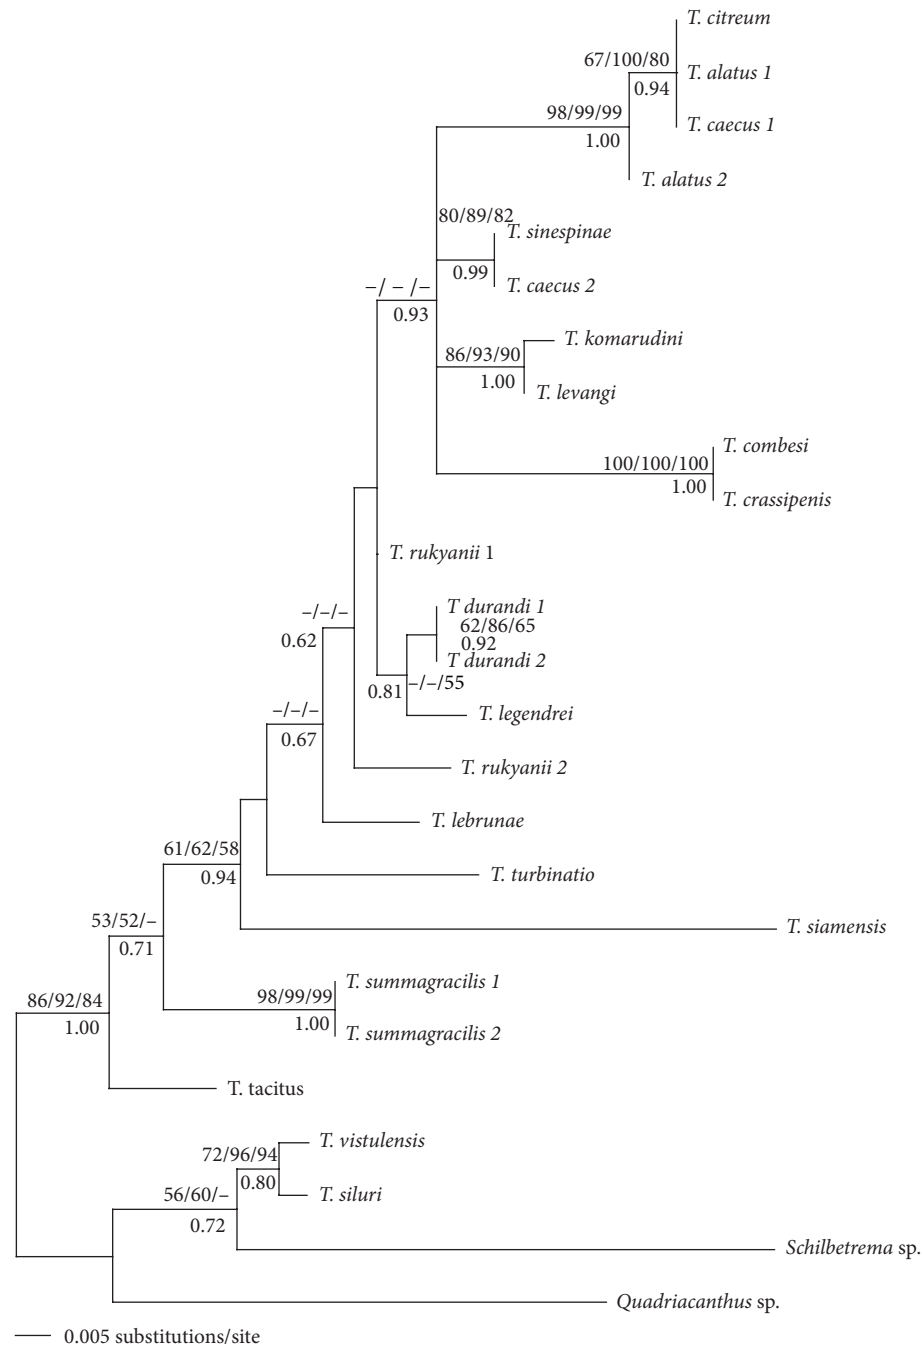 T. citreum
67/100/80
T. alatus 1
0.94
98/99/99
T. caecus 1
1.00
T. alatus 2
80/89/82
T. sinespinae
0.99
T. caecus 2
–/ – /–
0.93
T. komarudini
86/93/90
1.00
T. levangi
T. combesi
100/100/100
1.00
T. crassipenis
T. rukyanii 1
T durandi 1
–/–/–
62/86/65
0.62
0.92
T durandi 2
0.81
–/–/55
–/–/–
T. legendrei
0.67
T. rukyanii 2
T. lebrunae
61/62/58
0.94
T. turbinatio
53/52/–
T. siamensis
0.71
T. summagracilis 1
86/92/84
98/99/99
1.00
1.00
T. summagracilis 2
T. tacitus
T. vistulensis
72/96/94
0.80
56/60/–
T. siluri
0.72
Schilbetrema sp.
Quadriacanthus sp.
0.005 substitutions/site